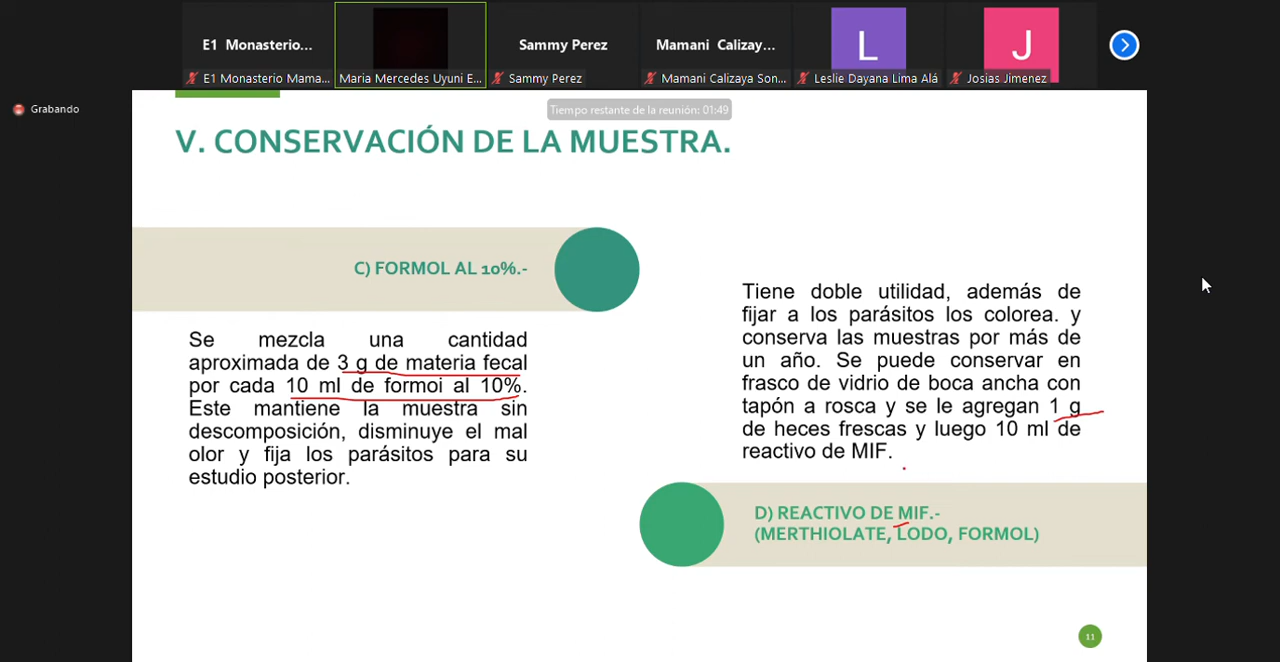 E1 Monasterio...
Sammy Perez
Mamani Calizay...
L
J
E1 Monasterio Mama...
Maria Mercedes Uyuni E...
Sammy Perez
Mamani Calizaya Son...
Leslie Dayana Lima Alá
Josias Jimenez
Grabando
Tiempo restante de la reunión: 01:49
V. CONSERVACIÓN DE LA MUESTRA.
C) FORMOL AL 10%.-
Se mezcla una cantidad
aproximada de 3 g de materia fecal
por cada 10 ml de formoi al 10%.
Este mantiene la muestra sin
descomposición, disminuye el mal
olor y fija los parásitos para su
estudio posterior.
Tiene doble utilidad, además de
fijar a los parásitos los colorea. y
conserva las muestras por más de
un año. Se puede conservar en
frasco de vidrio de boca ancha con
tapón a rosca y se le agregan 1 g
de heces frescas y luego 10 ml de
reactivo de MIF.
D) REACTIVO DE MIF.-
(MERTHIOLATE, LODO, FORMOL)
11